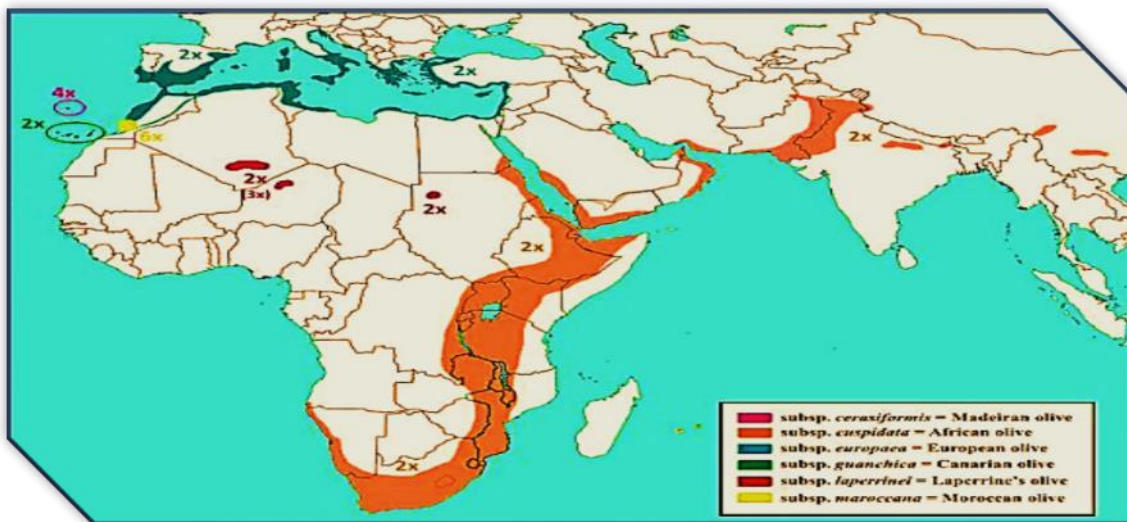 2x
2x
4x
2x
6x
2x
2x
(3x)
2x
2x
2x
subsp. cerasiformis = Madeiran olive
subsp. cuspidata = African olive
subsp. europaea = European olive
subsp. guanchica = Canarian olive
subsp. laperrinei = Laperrine's olive
subsp. maroccana = Moroccan olive